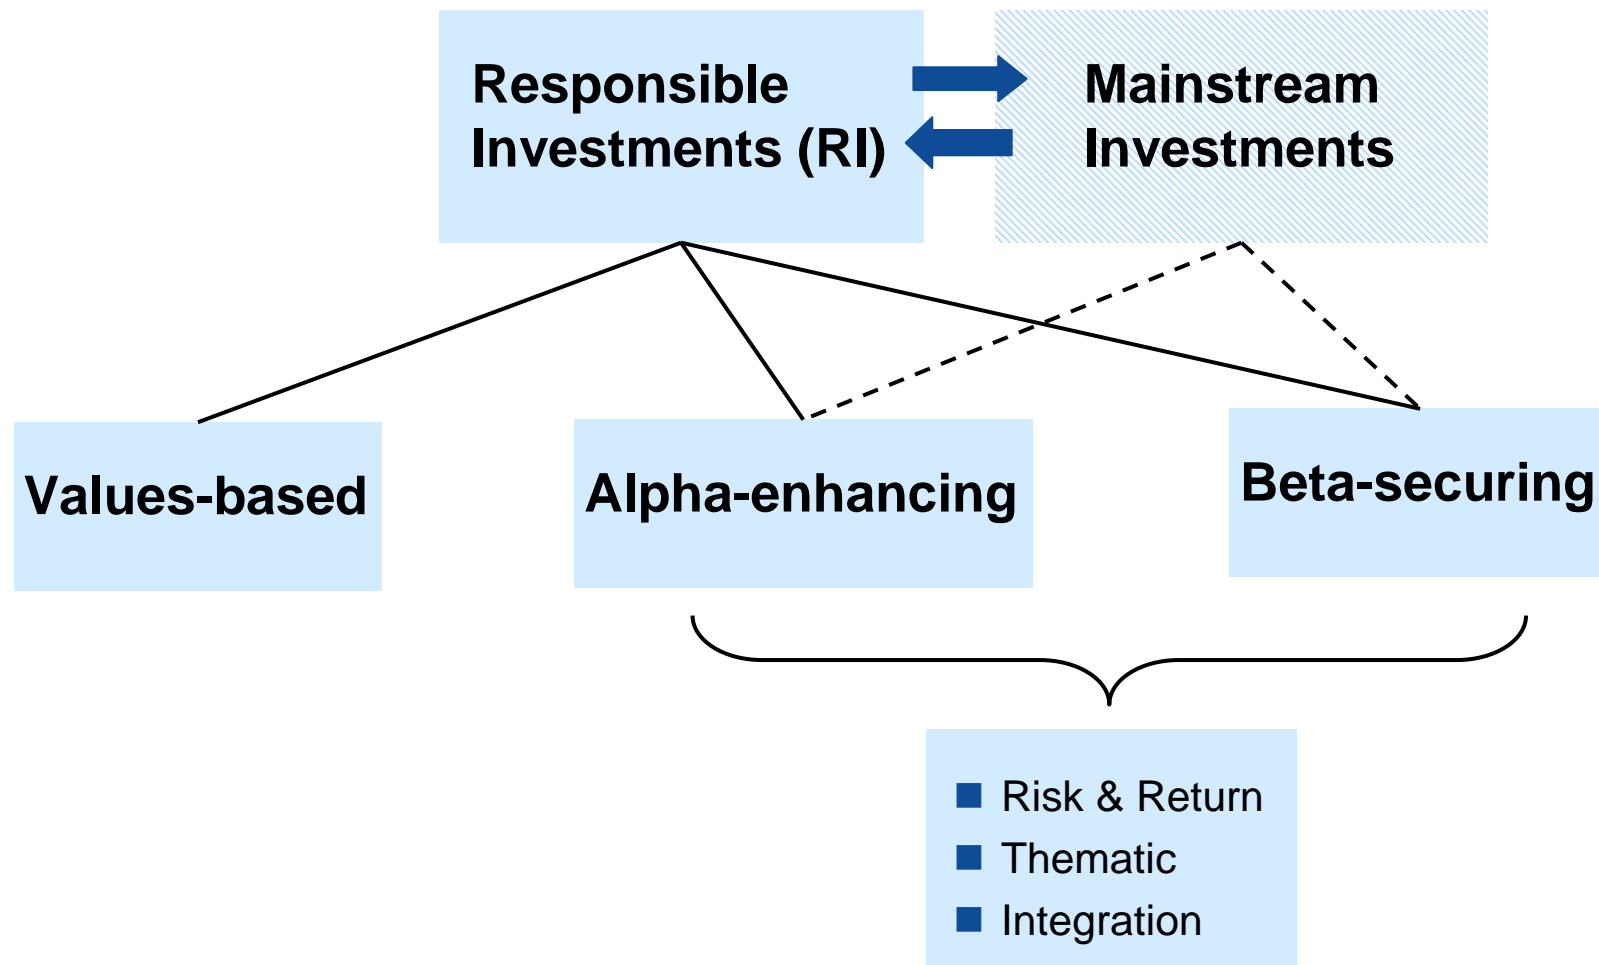 Responsible
Investments (RI)
Mainstream
Investments
Values-based
Alpha-enhancing
Beta-securing
Risk & Return
Thematic
Integration